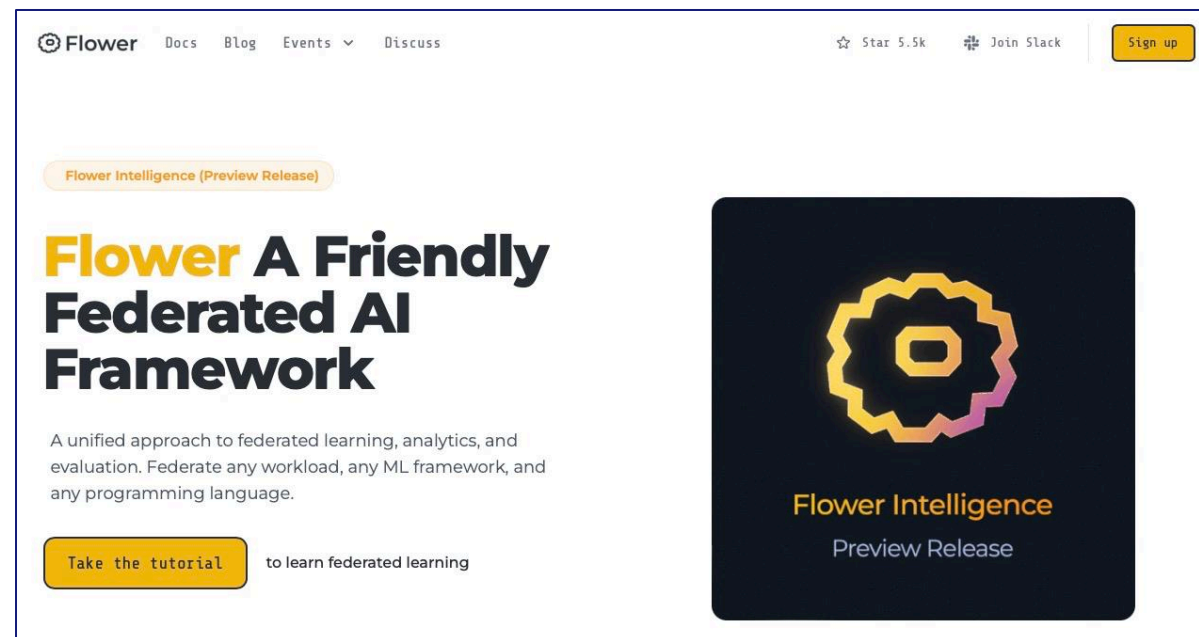 Flower Docs Blog Events Discuss Star 5.5k Join Slack Sign up
Flower Intelligence (Preview Release)
Flower A Friendly
Federated AI
Framework
A unified approach to federated learning, analytics, and
evaluation. Federate any workload, any ML framework, and
any programming language.
Take the tutorial to learn federated learning
Flower Intelligence
Preview Release